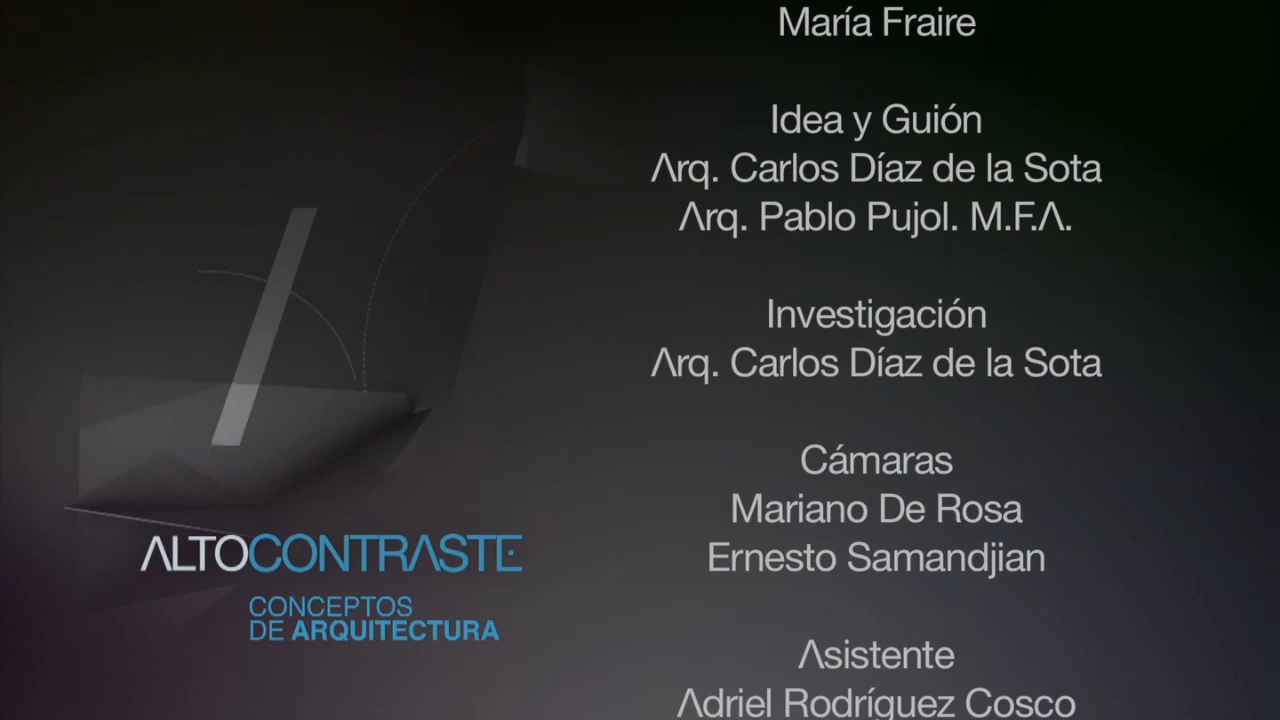 María Fraire
Idea y Guión
Arq. Carlos Díaz de la Sota
Arq. Pablo Pujol. M.F.A.
Investigación
Arq. Carlos Díaz de la Sota
Cámaras
Mariano De Rosa
Ernesto Samandjian
Asistente
Adriel Rodríguez Cosco
ALTOCONTRASTE
CONCEPTOS
DE ARQUITECTURA